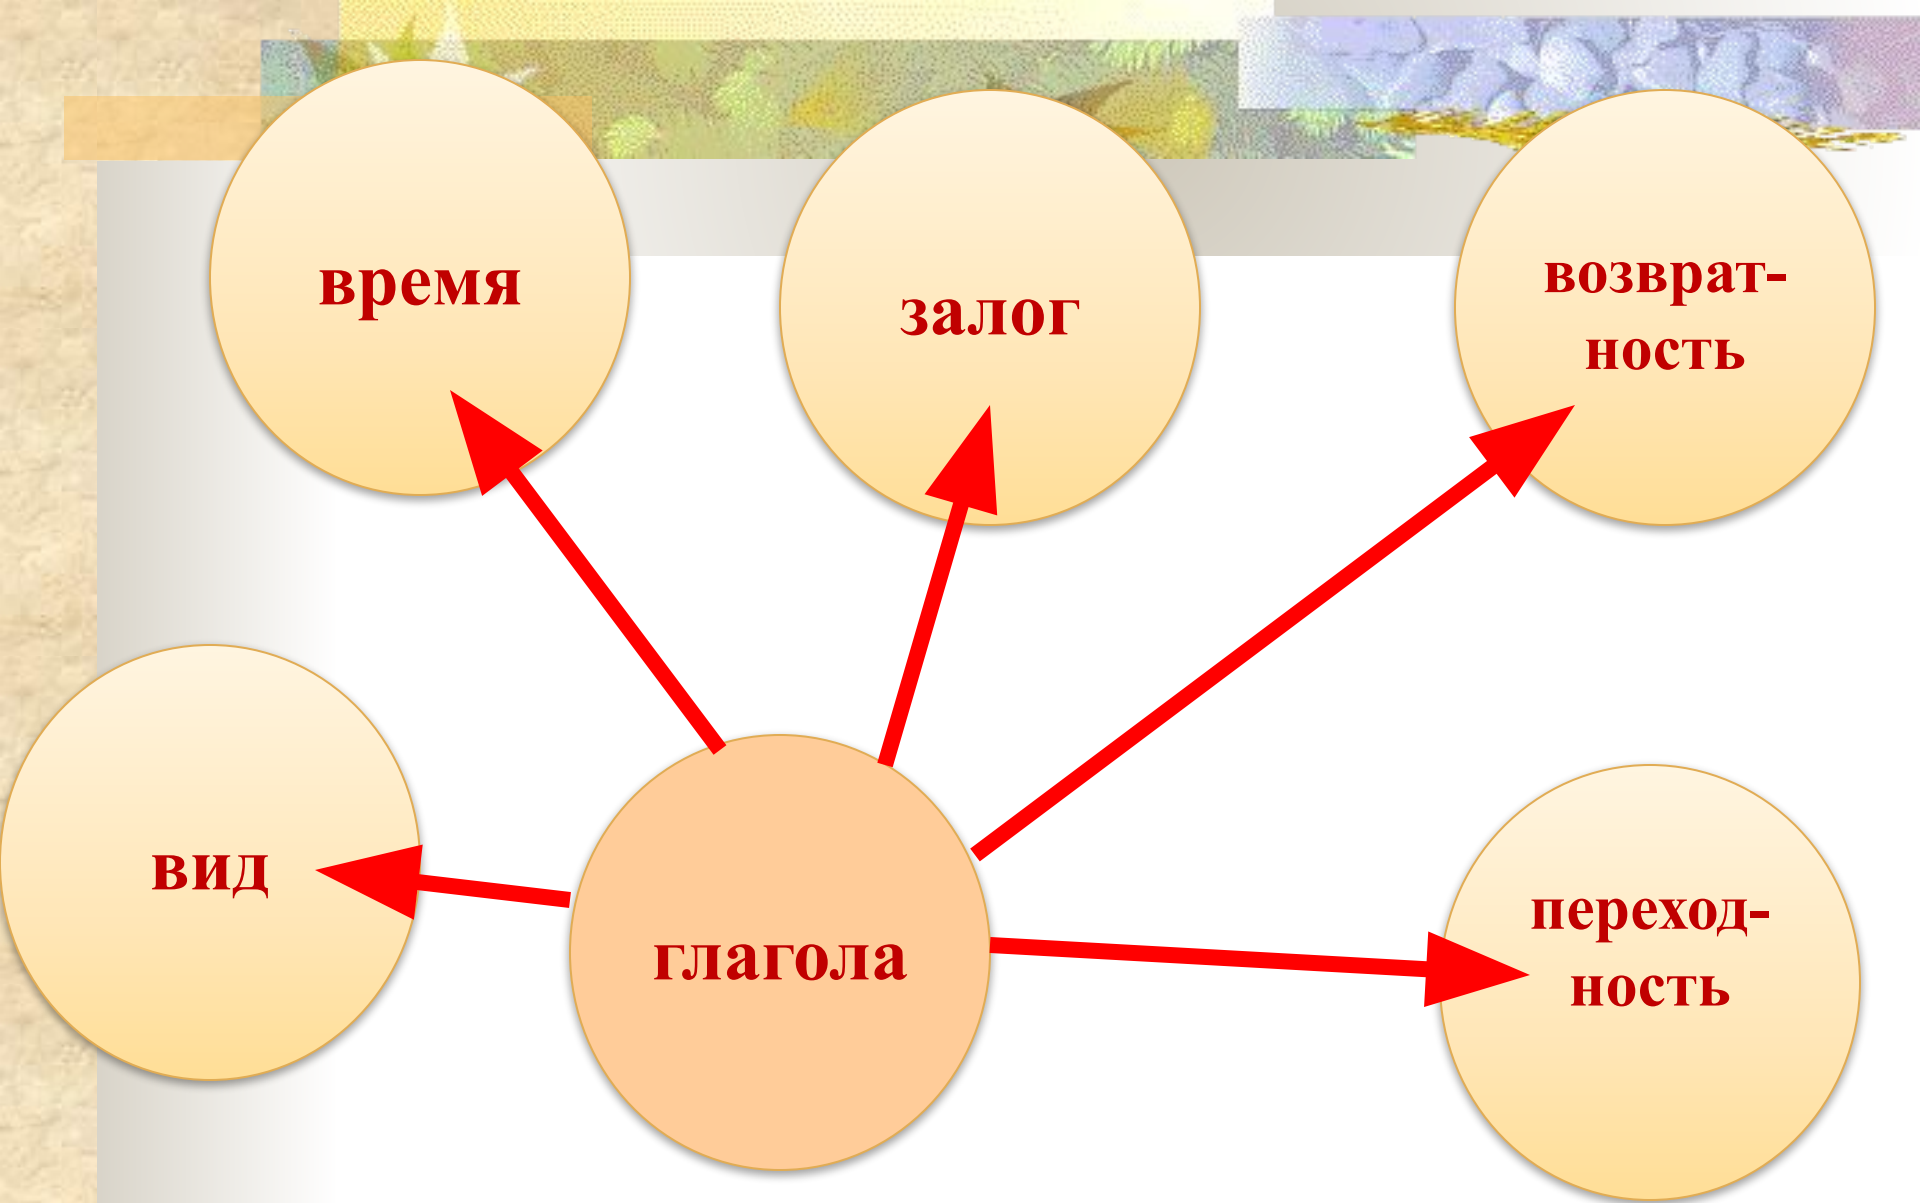 время
залог
возврат-
ность
вид
глагола
переход-
ность